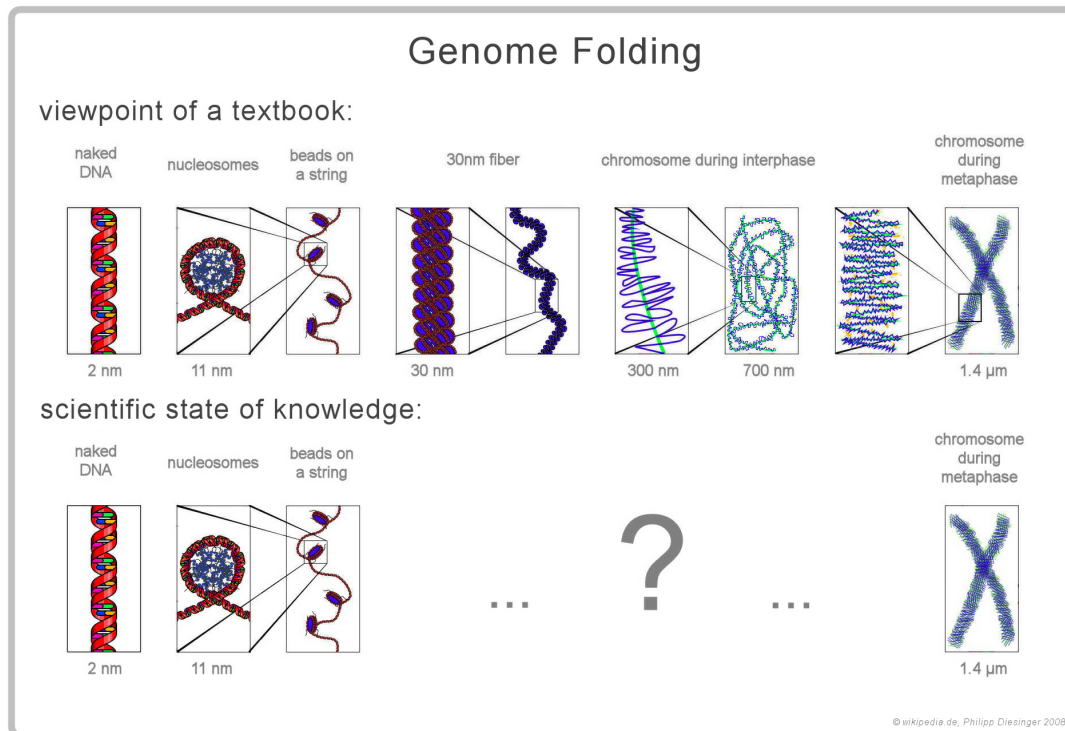 Genome Folding
viewpoint of a textbook:
naked
DNA
nucleosomes
beads on
a string
30nm fiber
chromosome during interphase
chromosome
during
metaphase
2 nm
11 nm
30 nm
300 nm
700 nm
1.4 µm
scientific state of knowledge:
naked
DNA
nucleosomes
beads on
a string
chromosome
during
metaphase
... ? ...
2 nm
11 nm
1.4 µm
© wikipedia.de, Philipp Diesinger 2008